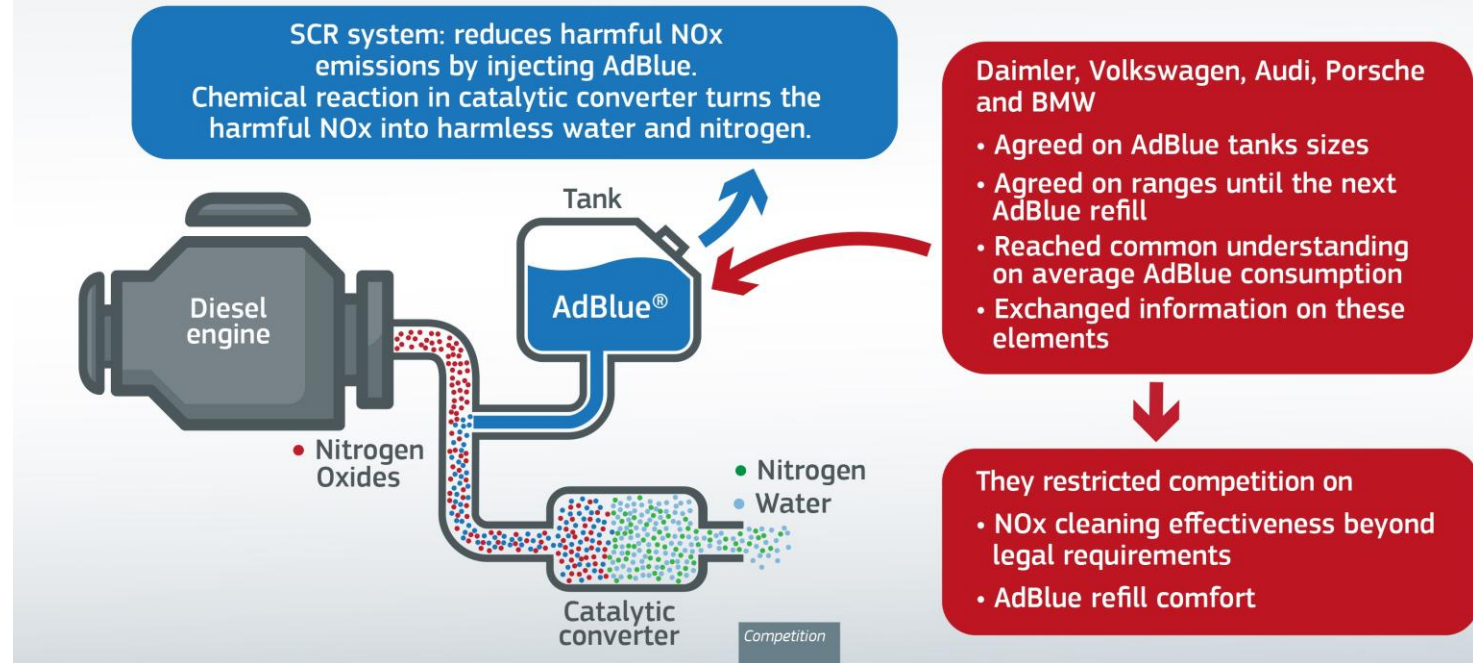 SCR system: reduces harmful NOx
emissions by injecting AdBlue.
Chemical reaction in catalytic converter turns the
harmful NOx into harmless water and nitrogen.
Daimler, Volkswagen, Audi, Porsche
and BMW
• Agreed on AdBlue tanks sizes
• Agreed on ranges until the next
AdBlue refill
• Reached common understanding
on average AdBlue consumption
• Exchanged information on these
elements
Tank
AdBlue®
Diesel
engine
• Nitrogen
Oxides
• Nitrogen
• Water
Catalytic
converter
They restricted competition on
• NOx cleaning effectiveness beyond
legal requirements
• AdBlue refill comfort
Competition